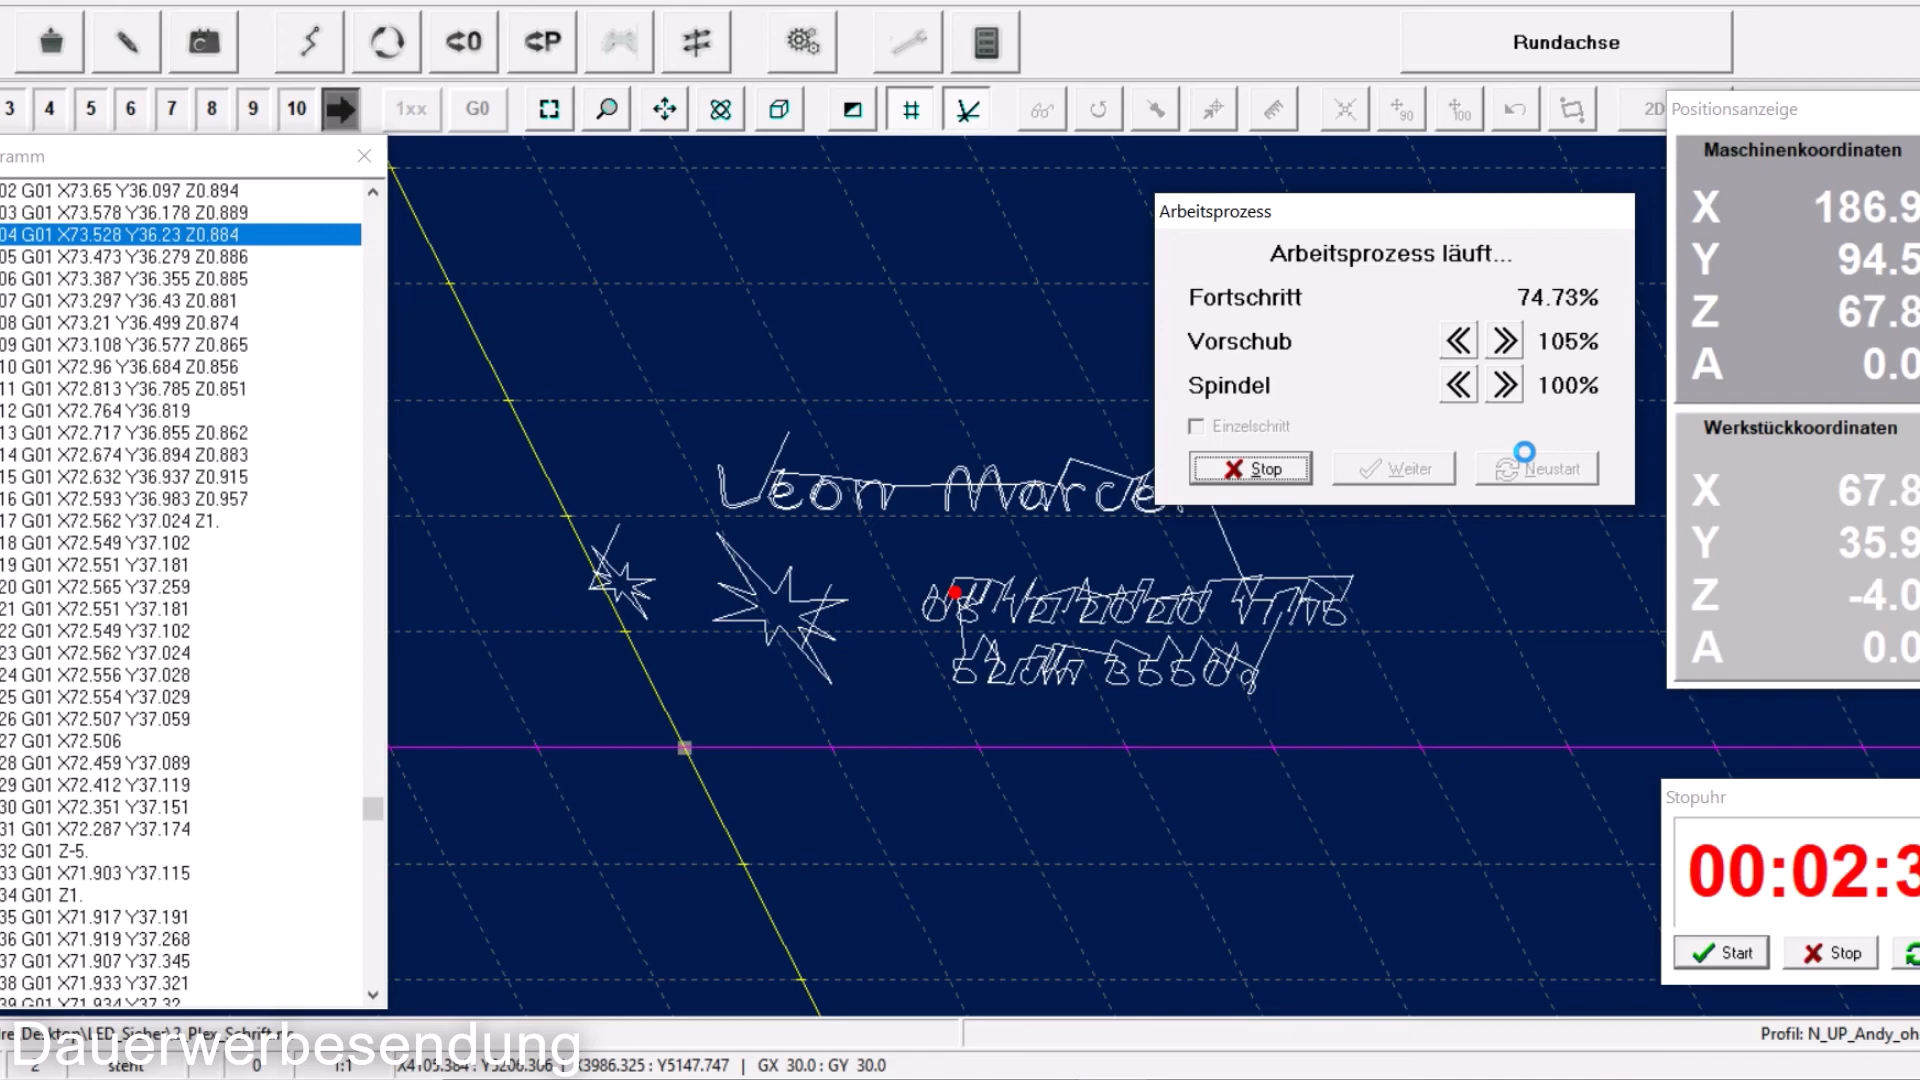 C
0
P
Rundachse
3 4 5 6 7 8 9 10
1xx G0
90 100
2D
Positionsanzeige
ramm
02 G01 X73.65 Y36.097 Z0.894
03 G01 X73.578 Y36.178 Z0.889
04 G01 X73.528 Y36.23 Z0.884
05 G01 X73.473 Y36.279 Z0.886
06 G01 X73.387 Y36.355 Z0.885
07 G01 X73.297 Y36.43 Z0.881
08 G01 X73.21 Y36.499 Z0.874
09 G01 X73.108 Y36.577 Z0.865
10 G01 X72.96 Y36.684 Z0.856
11 G01 X72.813 Y36.785 Z0.851
12 G01 X72.764 Y36.819
13 G01 X72.717 Y36.855 Z0.862
14 G01 X72.674 Y36.894 Z0.883
15 G01 X72.632 Y36.937 Z0.915
16 G01 X72.593 Y36.983 Z0.957
17 G01 X72.562 Y37.024 Z1.
18 G01 X72.549 Y37.102
19 G01 X72.551 Y37.181
20 G01 X72.565 Y37.259
21 G01 X72.551 Y37.181
22 G01 X72.549 Y37.102
23 G01 X72.562 Y37.024
24 G01 X72.556 Y37.028
25 G01 X72.554 Y37.029
26 G01 X72.507 Y37.059
27 G01 X72.506
28 G01 X72.459 Y37.089
29 G01 X72.412 Y37.119
30 G01 X72.351 Y37.151
31 G01 X72.287 Y37.174
32 G01 Z-5.
33 G01 X71.903 Y37.115
34 G01 Z1.
35 G01 X71.917 Y37.191
36 G01 X71.919 Y37.268
37 G01 X71.907 Y37.345
38 G01 X71.933 Y37.321
39 G01 X71.934 Y37.32
Leon Marce
Arbeitsprozess
Arbeitsprozess läuft...
Fortschritt 74.73%
Vorschub 105%
Spindel 100%
Einzelschritt
Stop Weiter Neustart
Maschinenkoordinaten
X 186.9
Y 94.5
Z 67.8
A 0.0
Werkstückkoordinaten
X 67.8
Y 35.9
Z -4.0
A 0.0
Stopuhr
00:02:3
Start Stop
Profil: N_UP_Andy_oh
Dauerwerbesendung
2 steht 0 1:1
3986.325 : Y5147.747 | GX 30.0 : GY 30.0